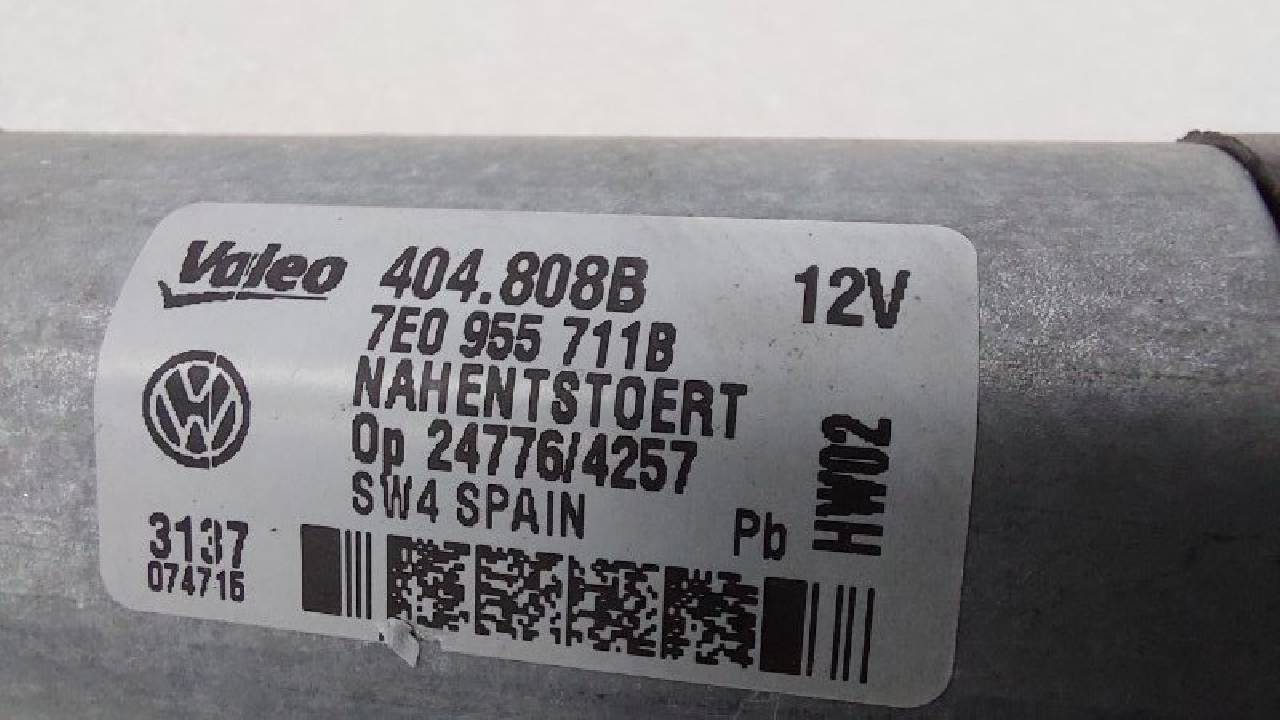 Valeo 404.808B 12V
7E0 955 711B
NAHENTSTOERT
Op 24776/4257
SW4 SPAIN
Pb
HW02
3137
074716